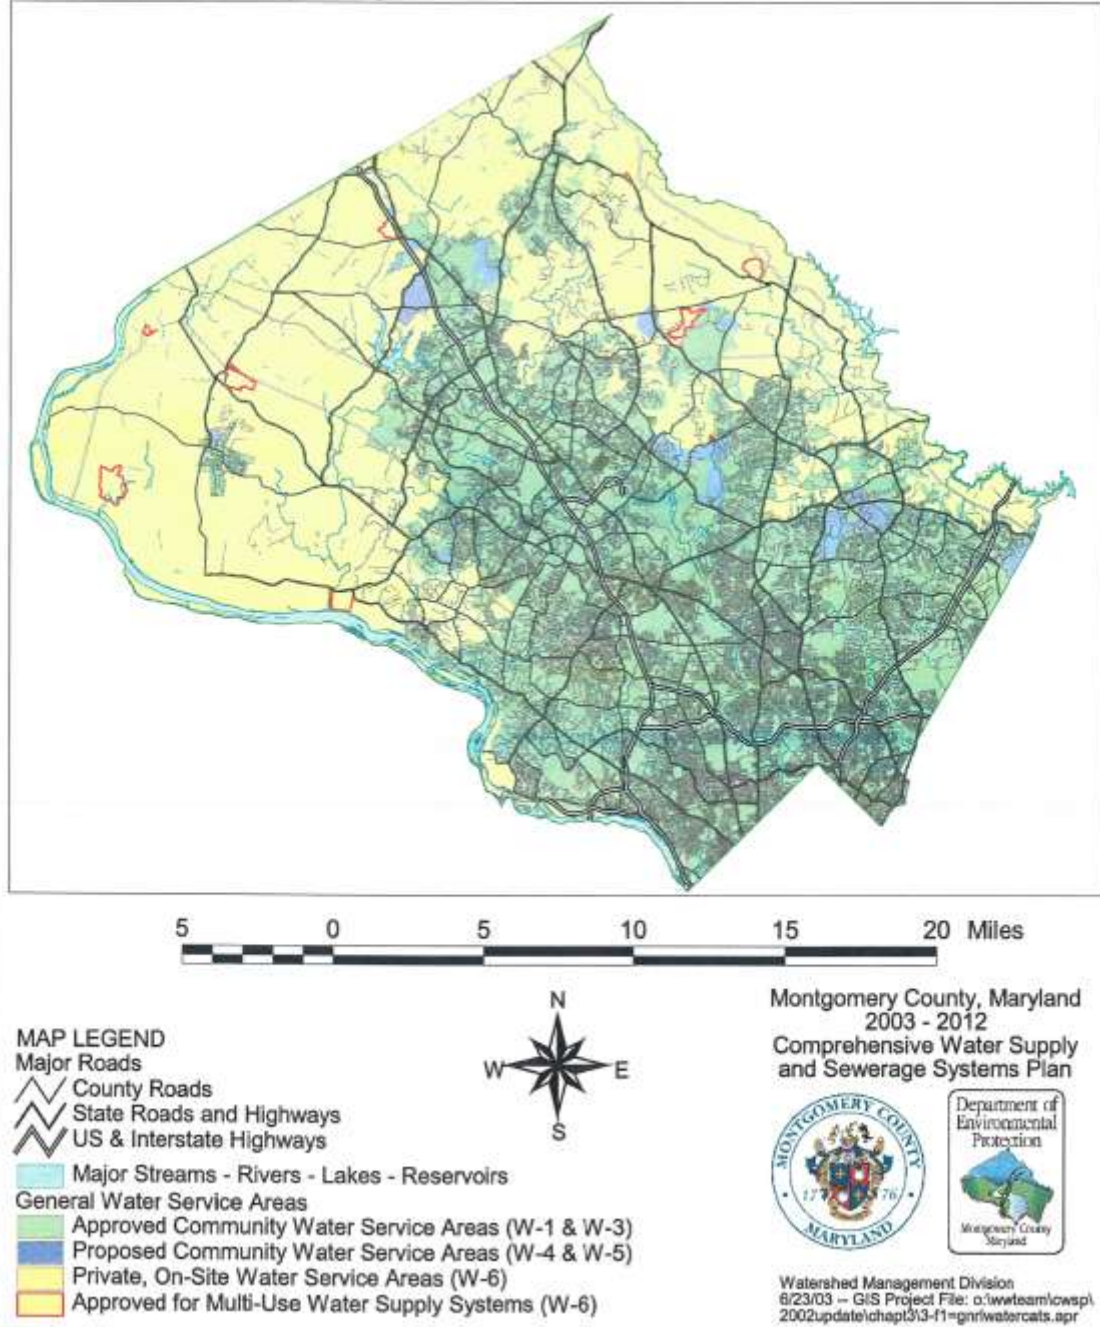 5 0 5 10 15 20 Miles
N
W E
S
MAP LEGEND
Major Roads
County Roads
State Roads and Highways
US & Interstate Highways
Major Streams - Rivers - Lakes - Reservoirs
General Water Service Areas
Approved Community Water Service Areas (W-1 & W-3)
Proposed Community Water Service Areas (W-4 & W-5)
Private, On-Site Water Service Areas (W-6)
Approved for Multi-Use Water Supply Systems (W-6)
Montgomery County, Maryland
2003 - 2012
Comprehensive Water Supply
and Sewerage Systems Plan
MONTGOMERY COUNTY
17 76
MARYLAND
Department of
Environmental
Protection
Montgomery County
Maryland
Watershed Management Division
6/23/03 -- GIS Project File: o:\wwteam\cwsp\
2002update\chapt3\3-f1=gnrlwatercats.apr